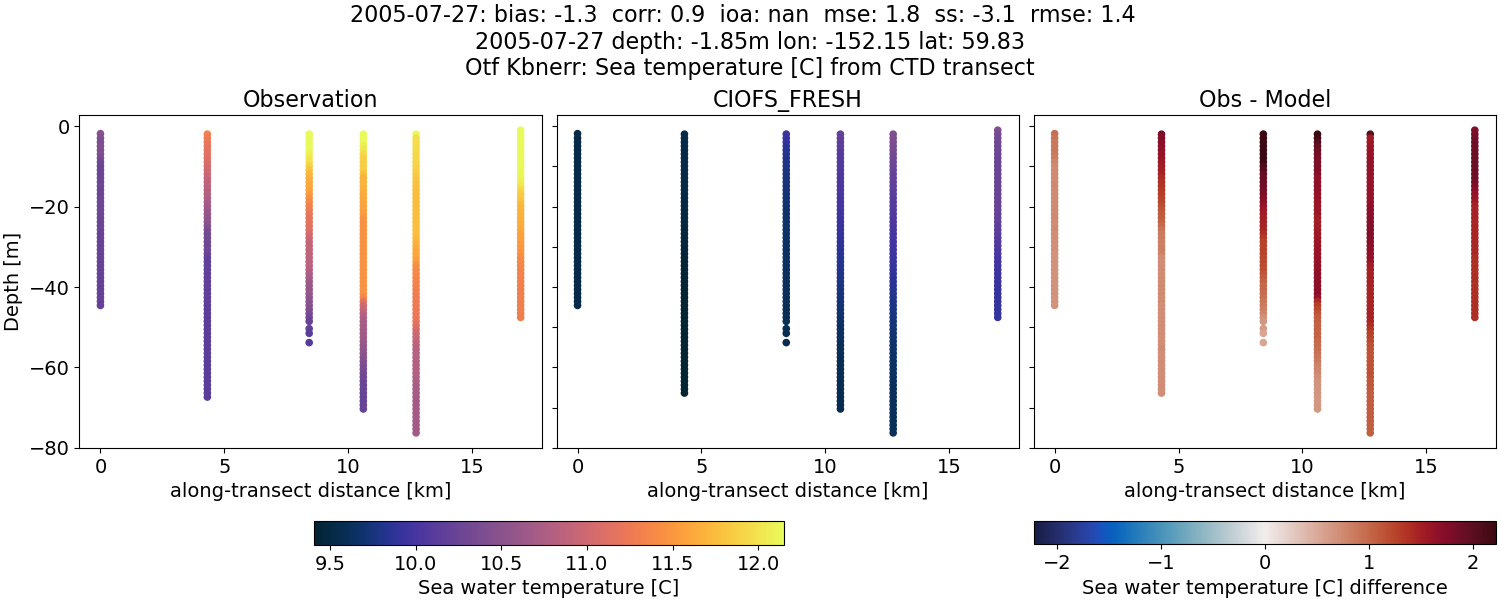 2005-07-27: bias: -1.3  corr: 0.9  ioa: nan  mse: 1.8  ss: -3.1  rmse: 1.4
2005-07-27 depth: -1.85m lon: -152.15 lat: 59.83
Otf Kbnerr: Sea temperature [C] from CTD transect
Observation
CIOFS_FRESH
Obs - Model
Depth [m]
0
−20
−40
−60
−80
0 5 10 15
0 5 10 15
0 5 10 15
along-transect distance [km]
along-transect distance [km]
along-transect distance [km]
9.5 10.0 10.5 11.0 11.5 12.0
Sea water temperature [C]
−2 −1 0 1 2
Sea water temperature [C] difference